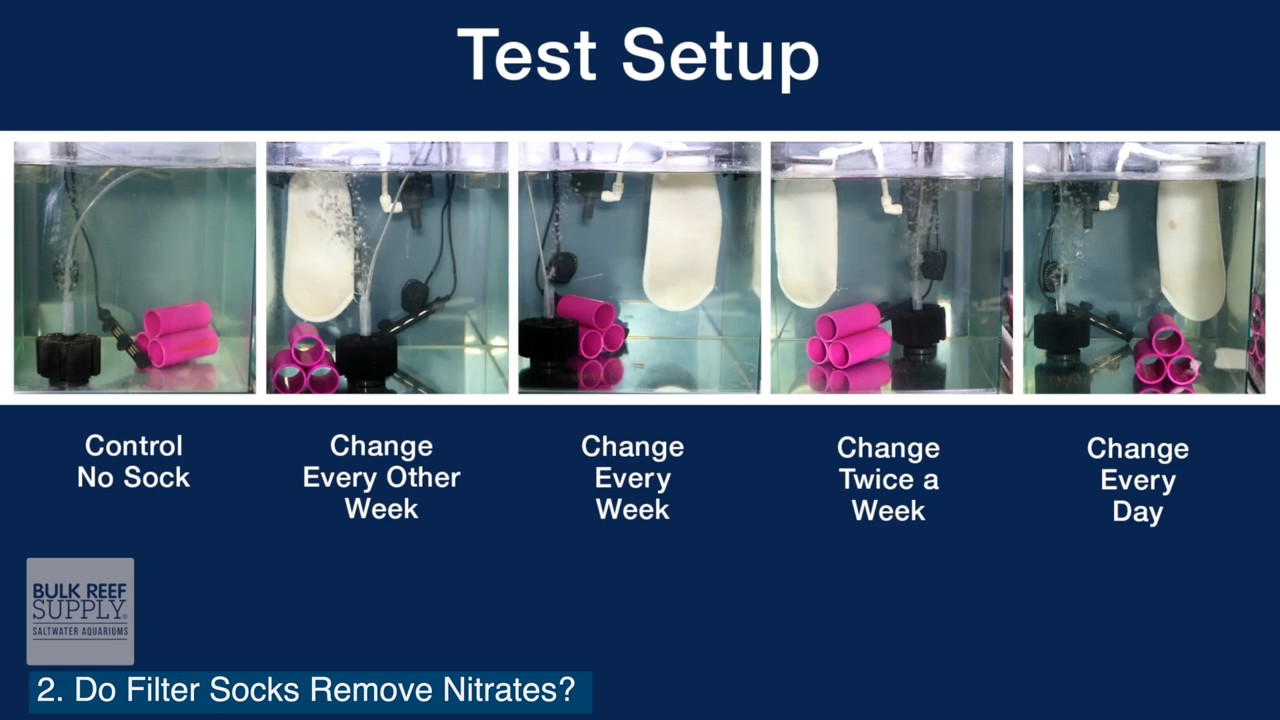 Test Setup
Control
No Sock
Change
Every Other
Week
Change
Every
Week
Change
Twice a
Week
Change
Every
Day
BULK REEF
SUPPLY®
SALTWATER AQUARIUMS
2. Do Filter Socks Remove Nitrates?